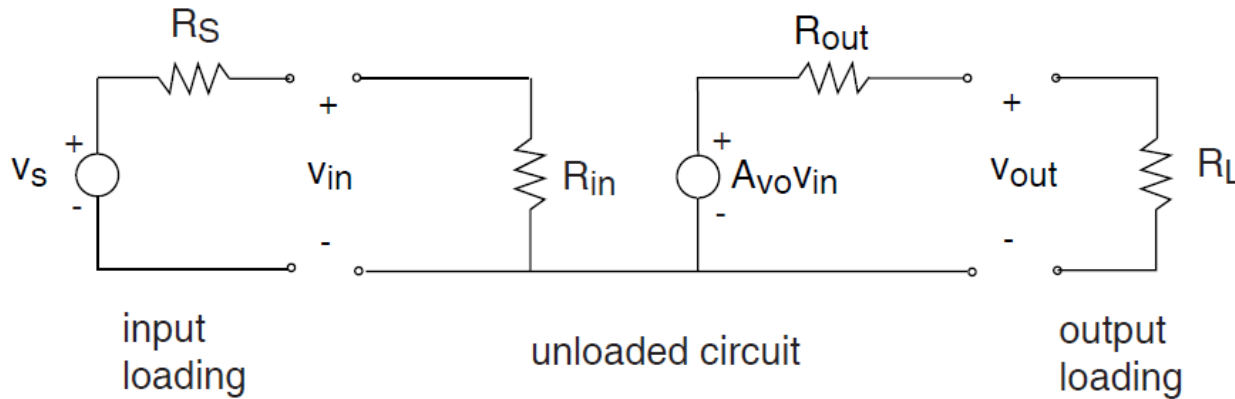 RS
Rout
+
+
+
+
vs
vin
Rin
Avovin
vout
RL
-
-
-
-
input
loading
unloaded circuit
output
loading